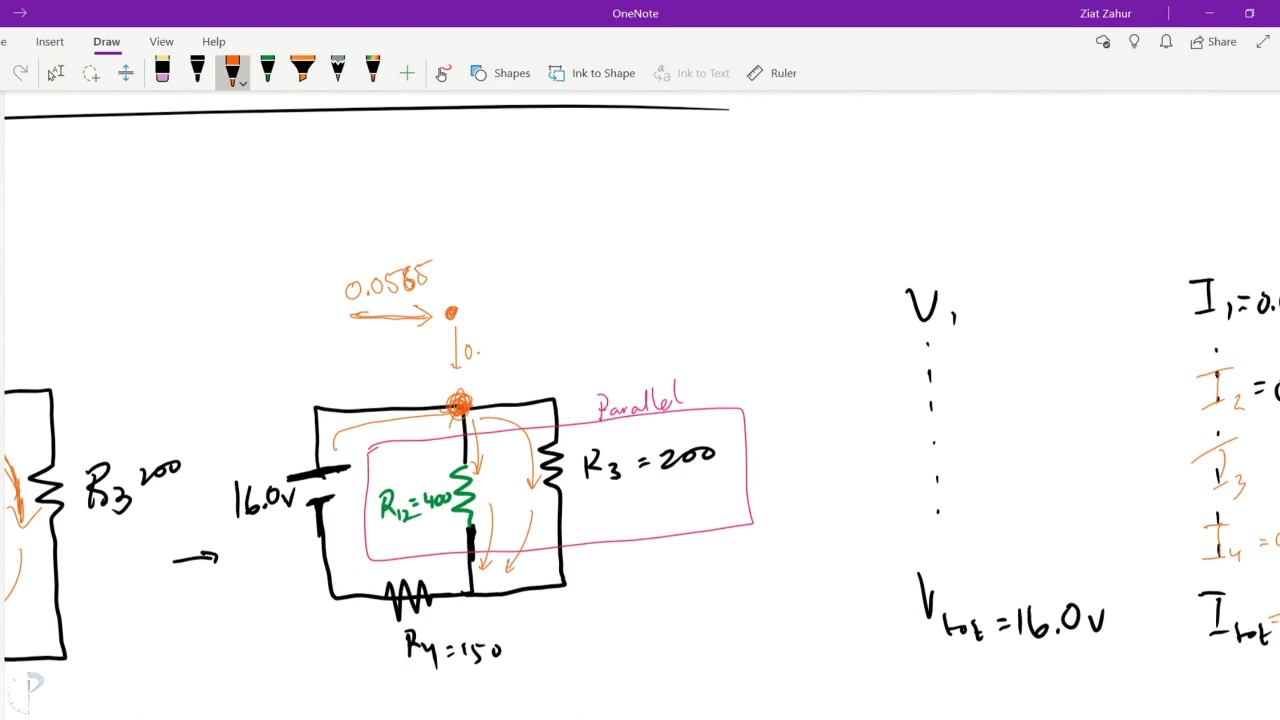 OneNote
Ziat Zahur
Insert Draw View Help
Share
Shapes
Ink to Shape
Ink to Text
Ruler
0.0565
0.
Parallel
R3 200
16.0v
R12=400
R3 = 200
R4=150
V1
Vtot = 16.0v
I1=0.
I2 =
I3
I4 =
Itot=